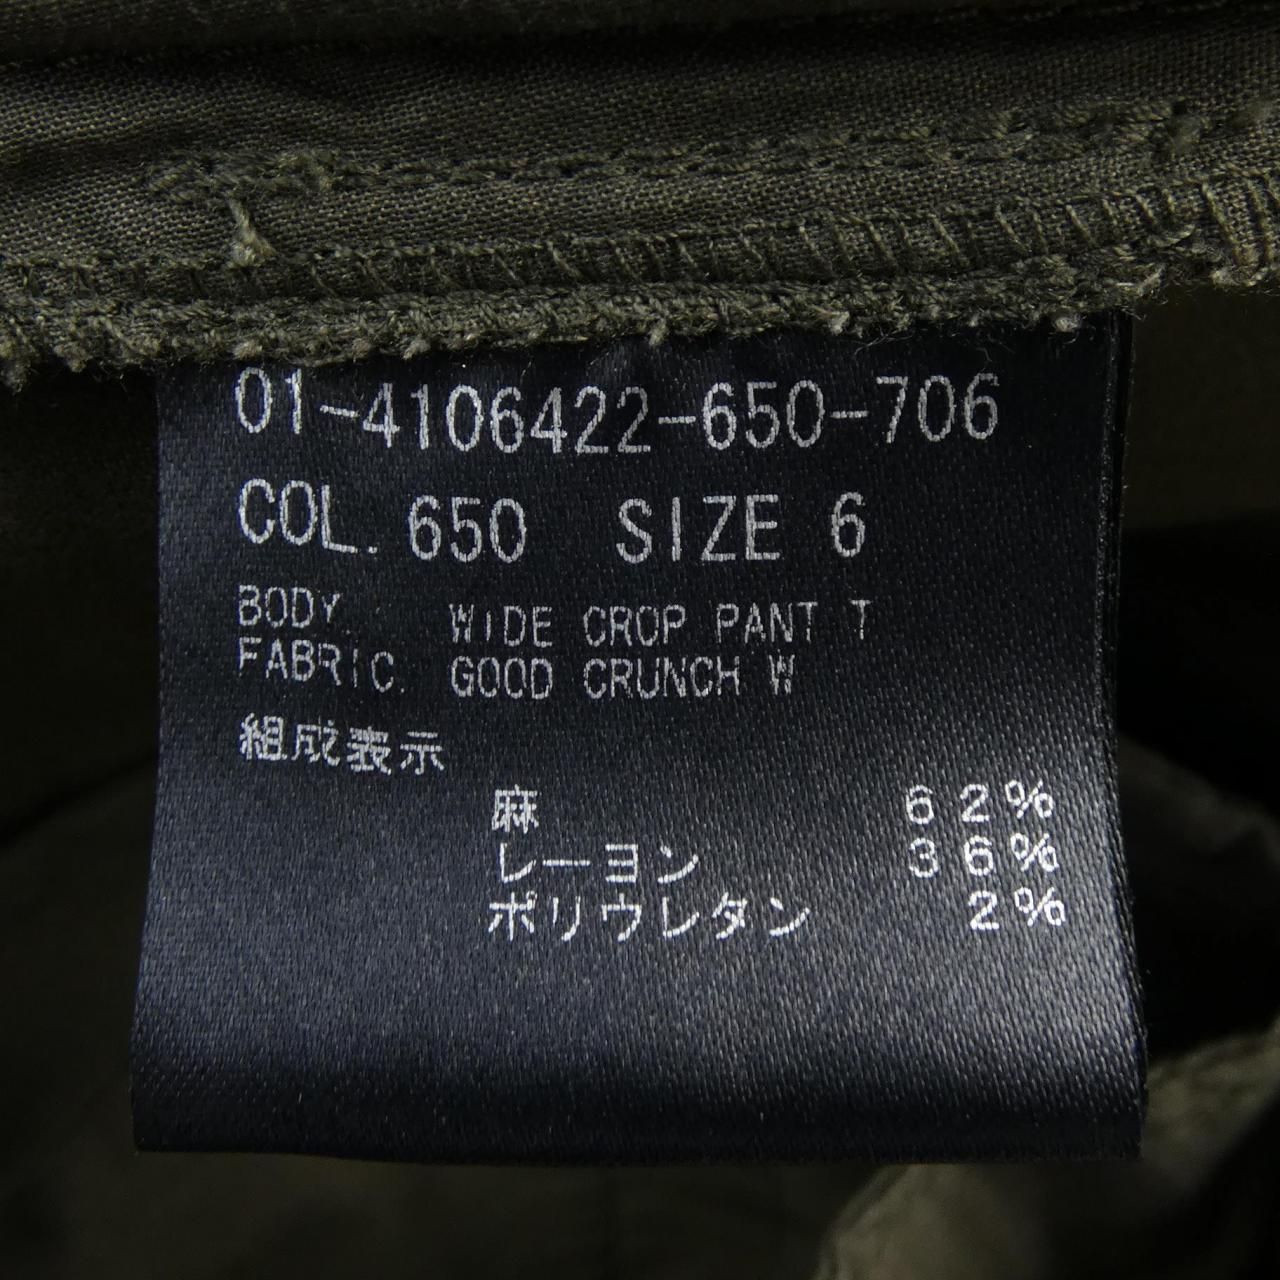 01-4106422-650-706
COL. 650 SIZE 6
BODY. WIDE CROP PANT T
FABRIC. GOOD CRUNCH W
組成表示
麻 62%
レーヨン 36%
ポリウレタン 2%